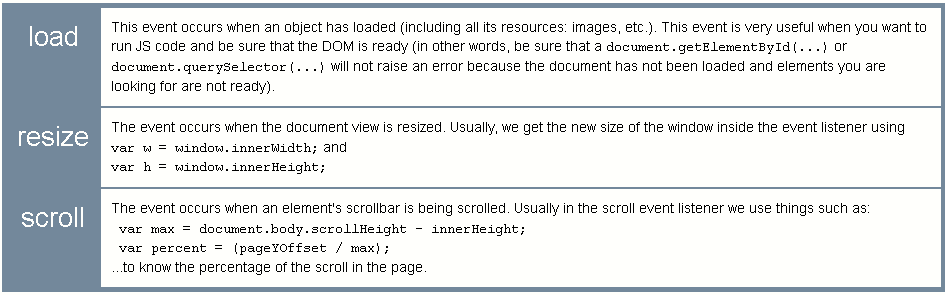 load
This event occurs when an object has loaded (including all its resources: images, etc.). This event is very useful when you want to
run JS code and be sure that the DOM is ready (in other words, be sure that a document.getElementById(...) or
document.querySelector(...) will not raise an error because the document has not been loaded and elements you are
looking for are not ready).
resize
The event occurs when the document view is resized. Usually, we get the new size of the window inside the event listener using
var w = window.innerWidth; and
var h = window.innerHeight;
scroll
The event occurs when an element's scrollbar is being scrolled. Usually in the scroll event listener we use things such as:
var max = document.body.scrollHeight - innerHeight;
var percent = (pageYOffset / max);
...to know the percentage of the scroll in the page.